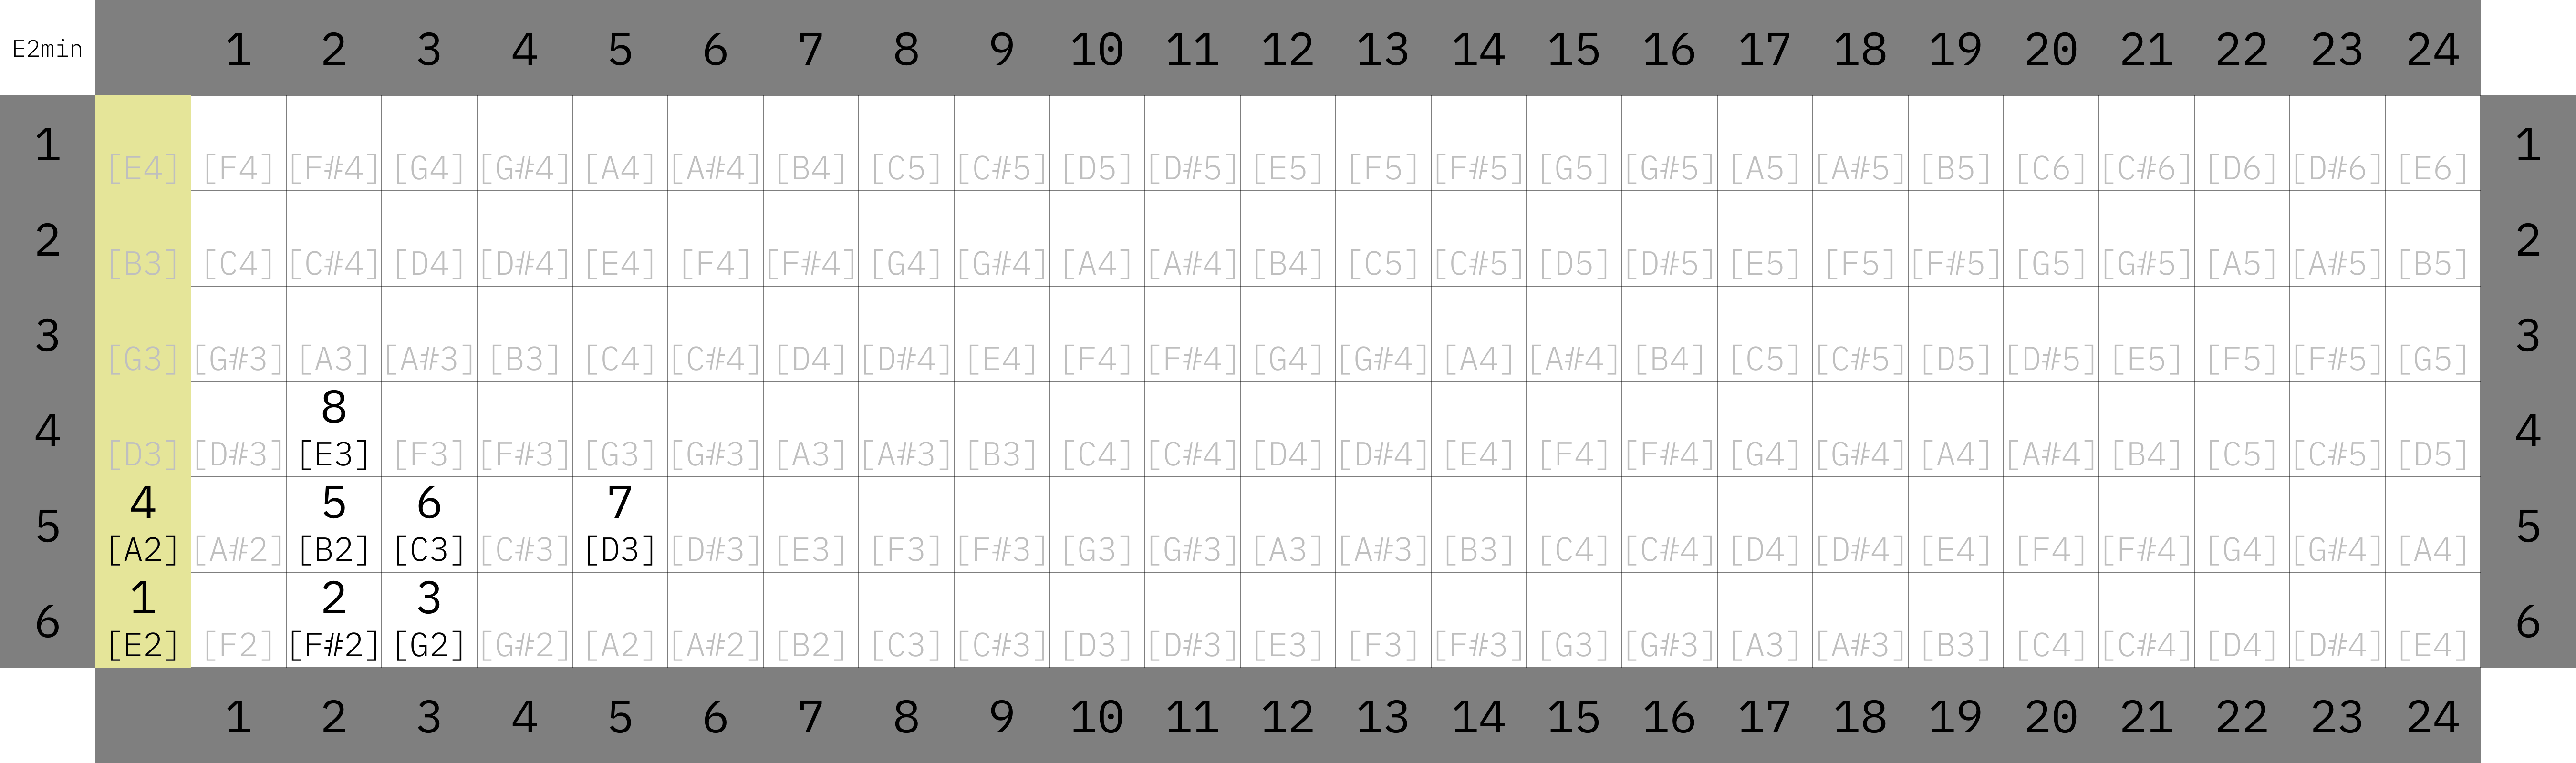 E2min 1 2 3 4 5 6 7 8 9 10 11 12 13 14 15 16 17 18 19 20 21 22 23 24
1 [E4] [F4] [F#4] [G4] [G#4] [A4] [A#4] [B4] [C5] [C#5] [D5] [D#5] [E5] [F5] [F#5] [G5] [G#5] [A5] [A#5] [B5] [C6] [C#6] [D6] [D#6] [E6] 1
2 [B3] [C4] [C#4] [D4] [D#4] [E4] [F4] [F#4] [G4] [G#4] [A4] [A#4] [B4] [C5] [C#5] [D5] [D#5] [E5] [F5] [F#5] [G5] [G#5] [A5] [A#5] [B5] 2
3 [G3] [G#3] [A3] [A#3] [B3] [C4] [C#4] [D4] [D#4] [E4] [F4] [F#4] [G4] [G#4] [A4] [A#4] [B4] [C5] [C#5] [D5] [D#5] [E5] [F5] [F#5] [G5] 3
8
4 [D3] [D#3] [E3] [F3] [F#3] [G3] [G#3] [A3] [A#3] [B3] [C4] [C#4] [D4] [D#4] [E4] [F4] [F#4] [G4] [G#4] [A4] [A#4] [B4] [C5] [C#5] [D5] 4
4 5 6 7
5 [A2] [A#2] [B2] [C3] [C#3] [D3] [D#3] [E3] [F3] [F#3] [G3] [G#3] [A3] [A#3] [B3] [C4] [C#4] [D4] [D#4] [E4] [F4] [F#4] [G4] [G#4] [A4] 5
1 2 3
6 [E2] [F2] [F#2] [G2] [G#2] [A2] [A#2] [B2] [C3] [C#3] [D3] [D#3] [E3] [F3] [F#3] [G3] [G#3] [A3] [A#3] [B3] [C4] [C#4] [D4] [D#4] [E4] 6
1 2 3 4 5 6 7 8 9 10 11 12 13 14 15 16 17 18 19 20 21 22 23 24